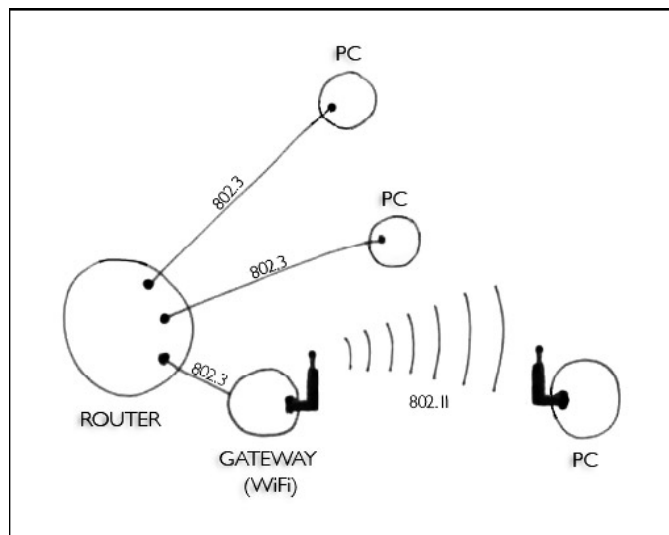 PC
802.3
PC
802.3
802.3
802.11
ROUTER
GATEWAY
(WiFi)
PC